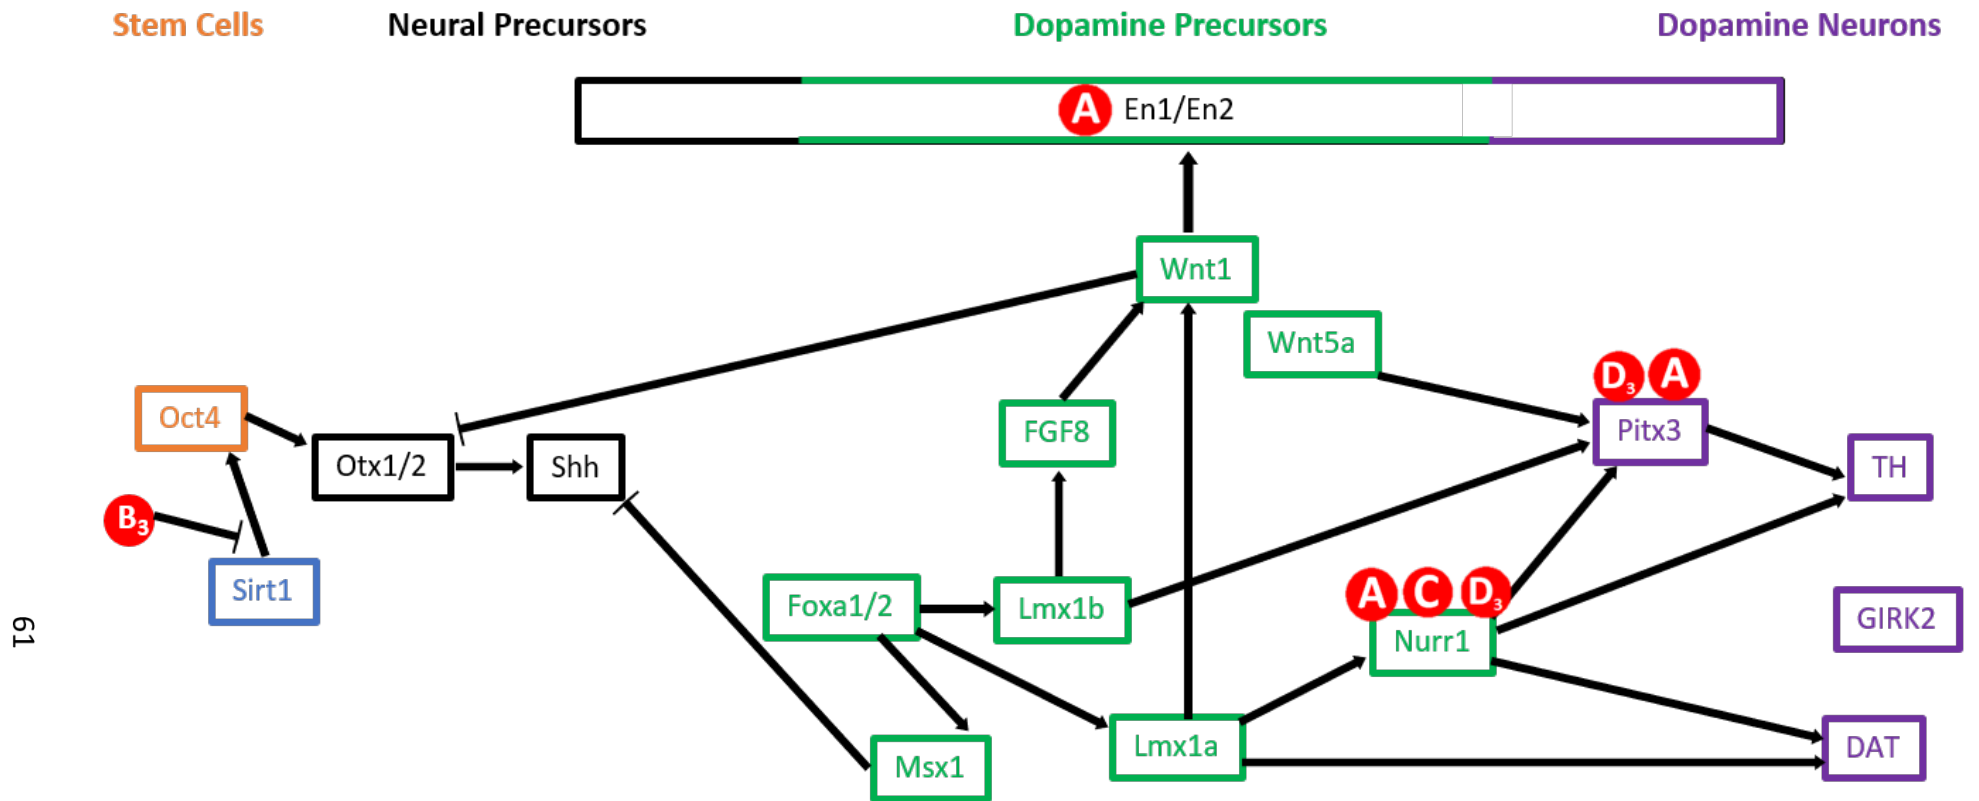 Stem Cells Neural Precursors Dopamine Precursors Dopamine Neurons
A En1/En2
Wnt1
Wnt5a
D3 A
Oct4 FGF8 Pitx3
Otx1/2 Shh TH
B3
Sirt1 Foxa1/2 Lmx1b A C D3
Nurr1 GIRK2
61
Msx1 Lmx1a DAT